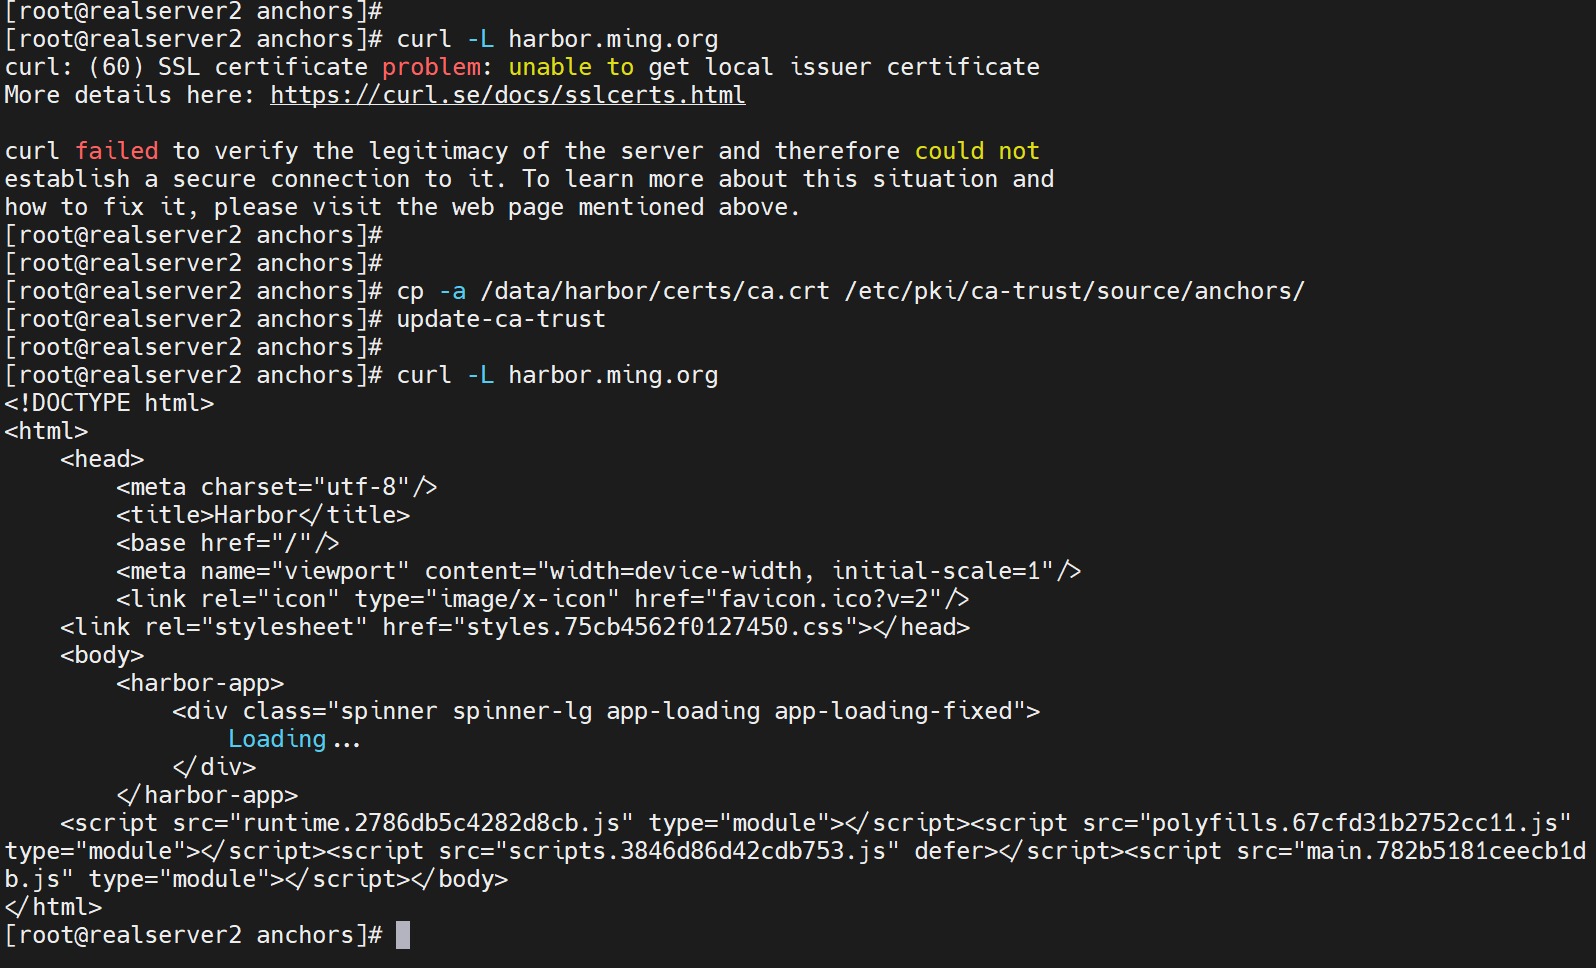 [root@realserver2 anchors]#
[root@realserver2 anchors]# curl -L harbor.ming.org
curl: (60) SSL certificate problem: unable to get local issuer certificate
More details here: https://curl.se/docs/sslcerts.html

curl failed to verify the legitimacy of the server and therefore could not
establish a secure connection to it. To learn more about this situation and
how to fix it, please visit the web page mentioned above.
[root@realserver2 anchors]#
[root@realserver2 anchors]#
[root@realserver2 anchors]# cp -a /data/harbor/certs/ca.crt /etc/pki/ca-trust/source/anchors/
[root@realserver2 anchors]# update-ca-trust
[root@realserver2 anchors]#
[root@realserver2 anchors]# curl -L harbor.ming.org
<!DOCTYPE html>
<html>
    <head>
        <meta charset="utf-8"/>
        <title>Harbor</title>
        <base href="/"/>
        <meta name="viewport" content="width=device-width, initial-scale=1"/>
        <link rel="icon" type="image/x-icon" href="favicon.ico?v=2"/>
    <link rel="stylesheet" href="styles.75cb4562f0127450.css"></head>
    <body>
        <harbor-app>
            <div class="spinner spinner-lg app-loading app-loading-fixed">
                Loading...
            </div>
        </harbor-app>
    <script src="runtime.2786db5c4282d8cb.js" type="module"></script><script src="polyfills.67cfd31b2752cc11.js"
type="module"></script><script src="scripts.3846d86d42cdb753.js" defer></script><script src="main.782b5181ceecb1d
b.js" type="module"></script></body>
</html>
[root@realserver2 anchors]#